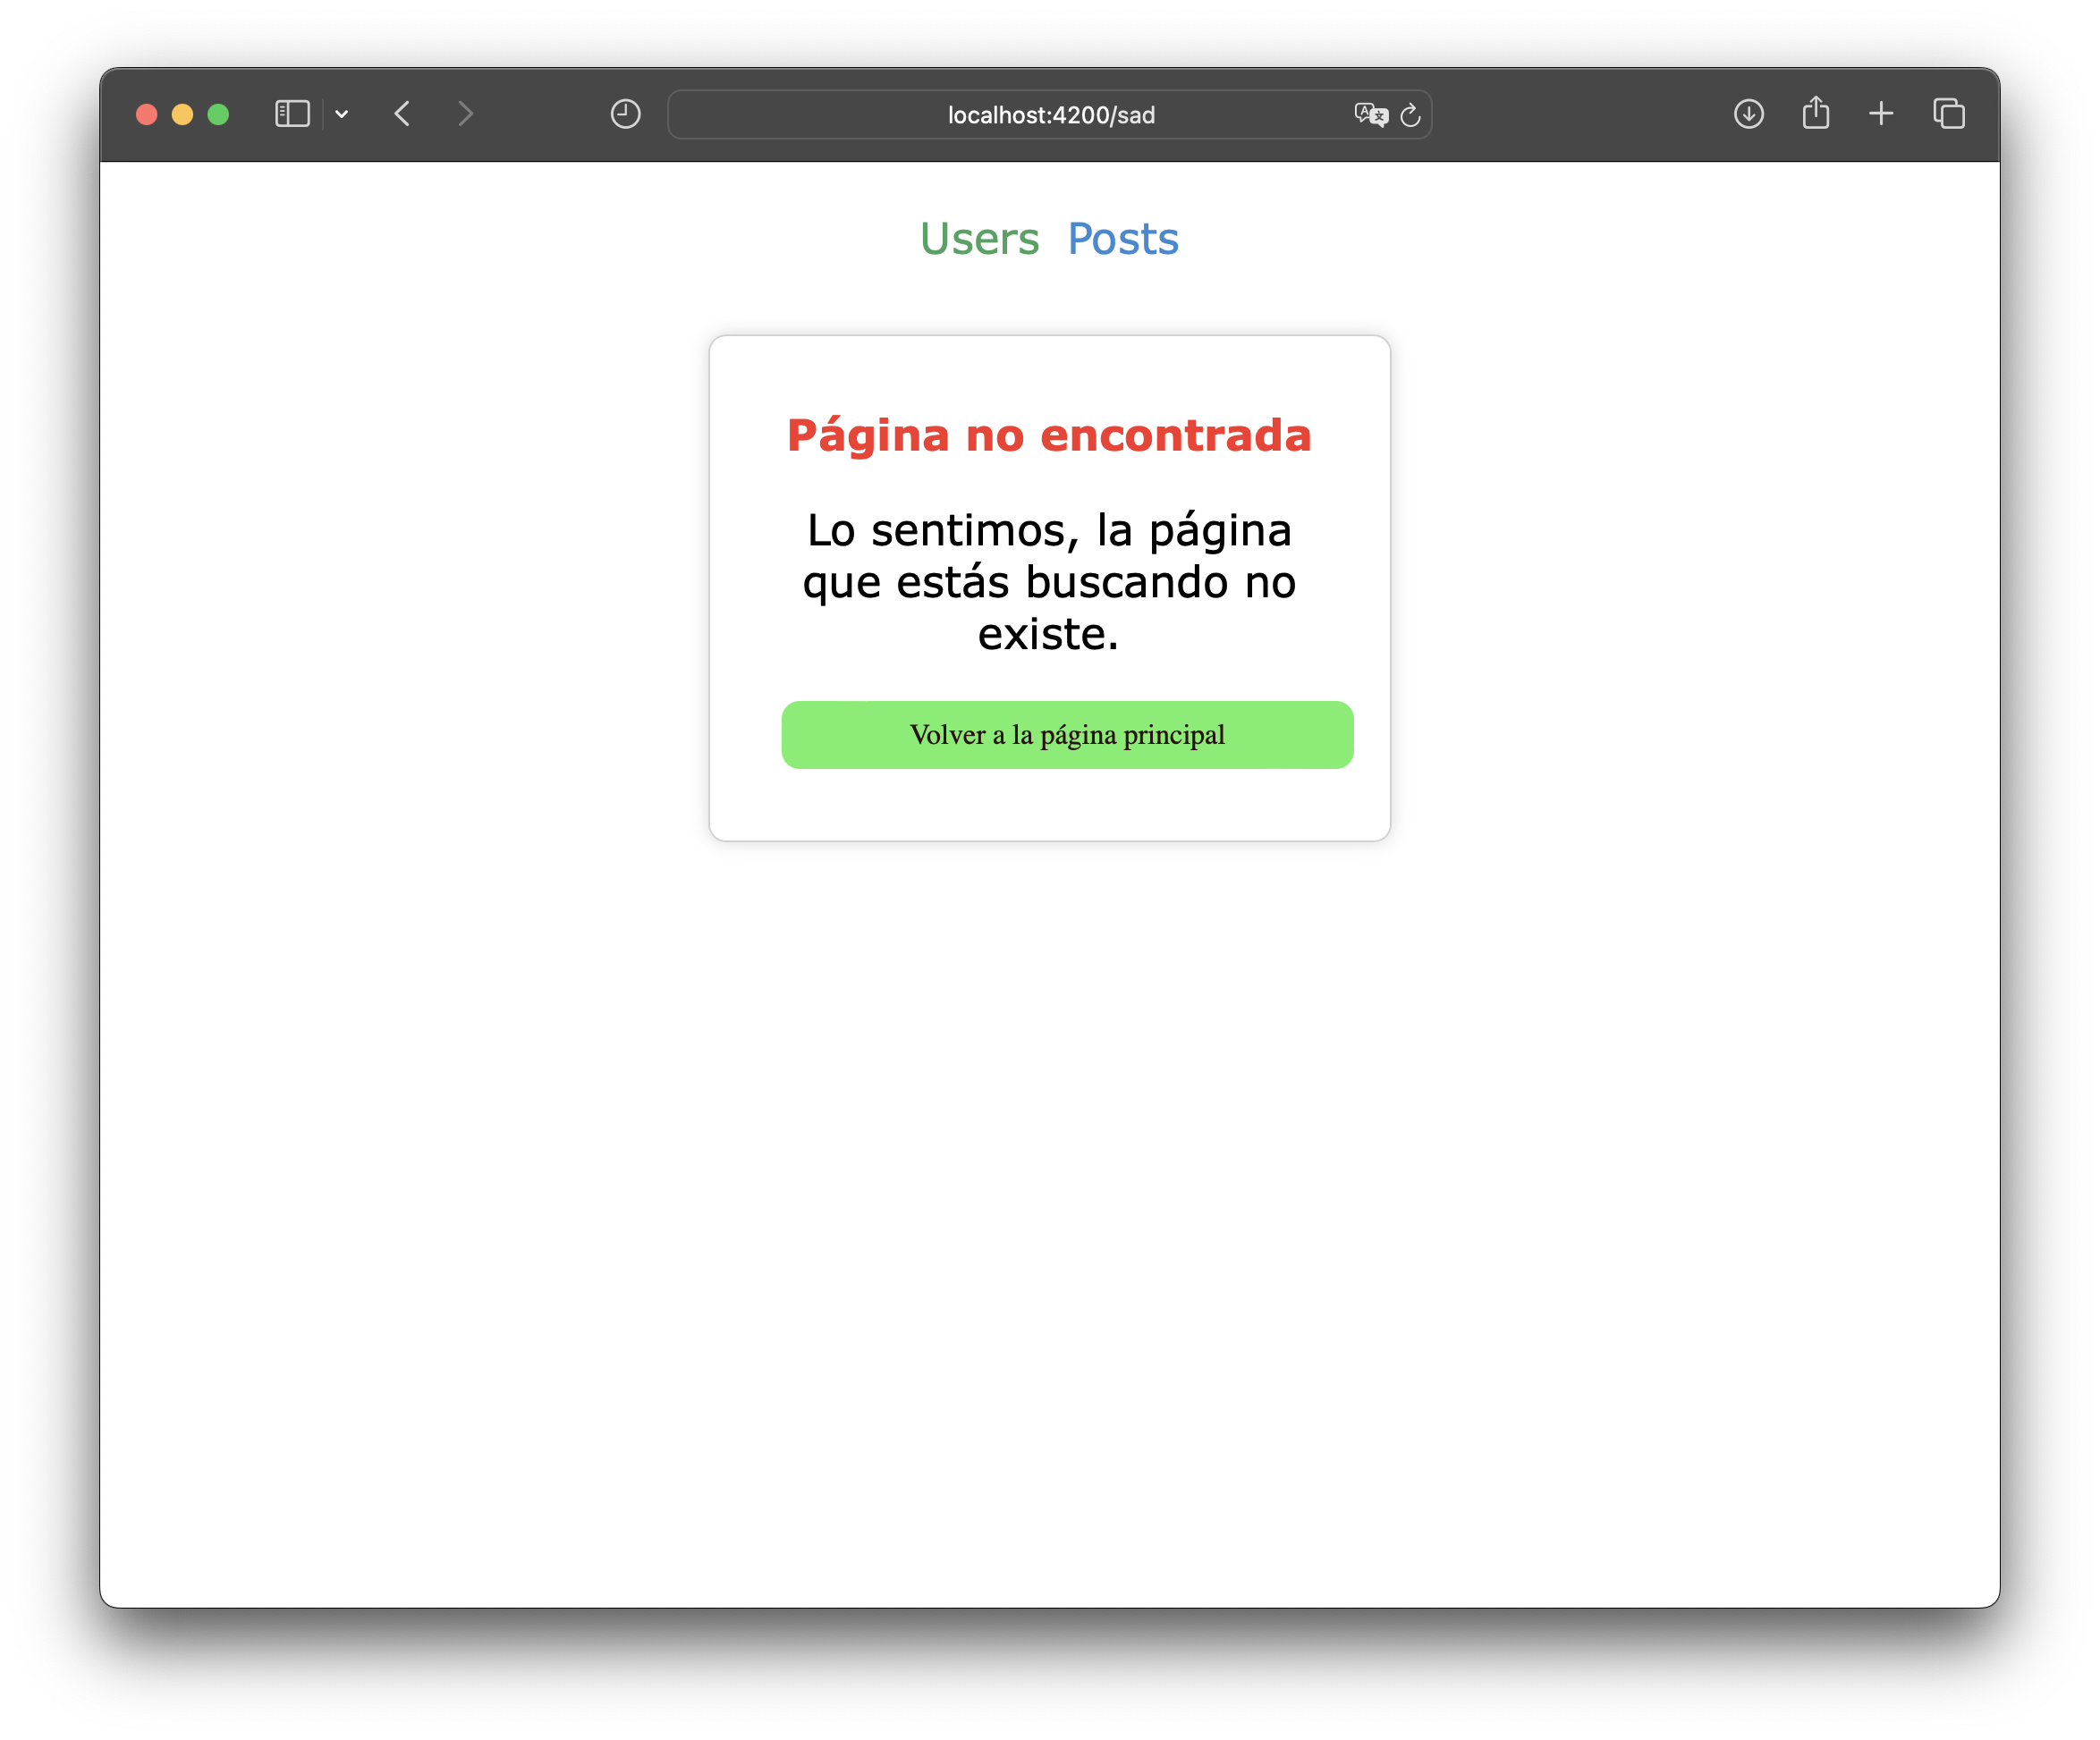 localhost:4200/sad
Users Posts
Página no encontrada
Lo sentimos, la página
que estás buscando no
existe.
Volver a la página principal